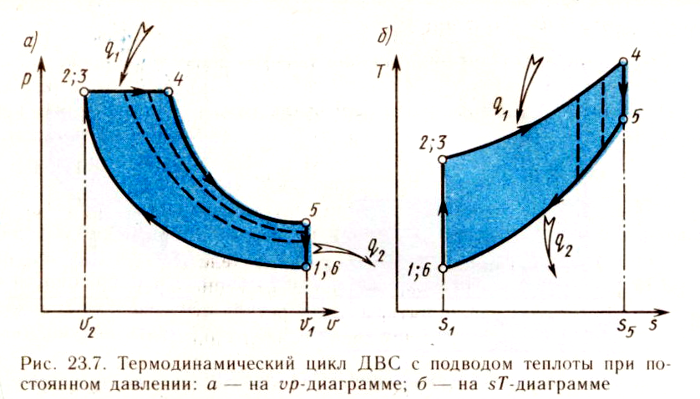 а)
б)
q₁
p
2;3
4
5
1;6
q₂
v₂
v₁
v
T
q₁
4
2;3
5
q₂
1;6
s₁
s₅
s
Рис. 23.7. Термодинамический цикл ДВС с подводом теплоты при по-
стоянном давлении: а — на vp-диаграмме; б — на sT-диаграмме